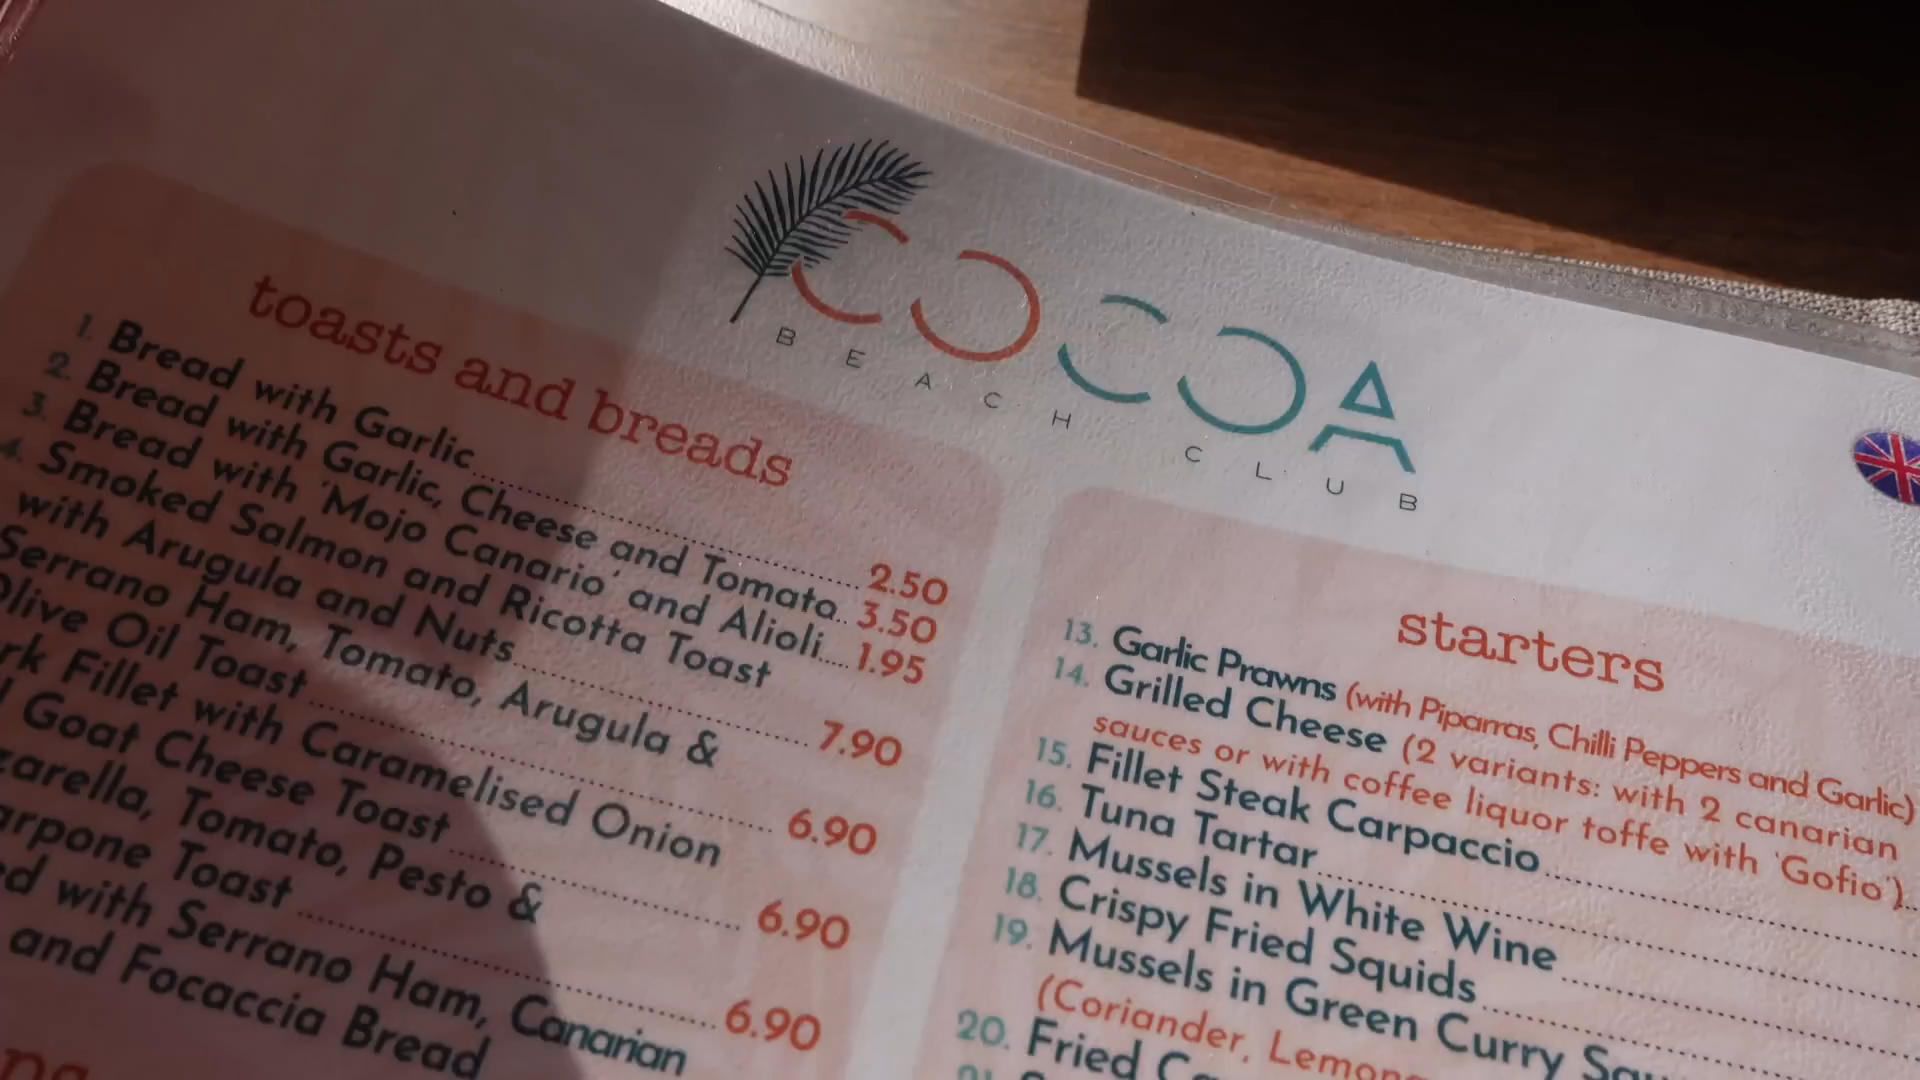 COCOA
BEACH CLUB
toasts and breads
1. Bread with Garlic 2.50
2. Bread with Garlic, Cheese and Tomato 3.50
3. Bread with 'Mojo Canario' and Alioli 1.95
4. Smoked Salmon and Ricotta Toast
with Arugula and Nuts 7.90
Serrano Ham, Tomato, Arugula &
Olive Oil Toast 6.90
Fillet with Caramelised Onion
Goat Cheese Toast 6.90
Tomato, Pesto &
Toast 6.90
with Serrano Ham, Canarian
and Focaccia Bread
starters
13. Garlic Prawns (with Piparras, Chilli Peppers and Garlic)
14. Grilled Cheese (2 variants: with 2 canarian
sauces or with coffee liquor toffe with 'Gofio')
15. Fillet Steak Carpaccio
16. Tuna Tartar
17. Mussels in White Wine
18. Crispy Fried Squids
19. Mussels in Green Curry
(Coriander, Lemon
20. Fried
21.